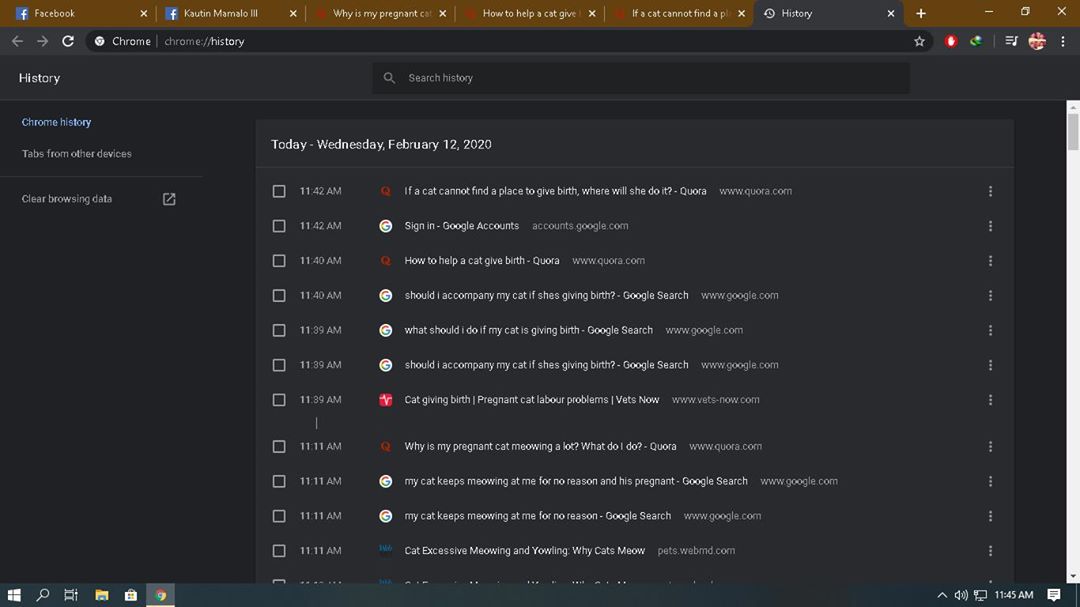 Facebook
Kautin Mamalo III
Why is my pregnant cat
How to help a cat give
If a cat cannot find a pl
History
Chrome chrome://history
History
Search history
Chrome history
Tabs from other devices
Clear browsing data
Today - Wednesday, February 12, 2020
11:42 AM If a cat cannot find a place to give birth, where will she do it? - Quora www.quora.com
11:42 AM Sign in - Google Accounts accounts.google.com
11:40 AM How to help a cat give birth - Quora www.quora.com
11:40 AM should i accompany my cat if shes giving birth? - Google Search www.google.com
11:39 AM what should i do if my cat is giving birth - Google Search www.google.com
11:39 AM should i accompany my cat if shes giving birth? - Google Search www.google.com
11:39 AM Cat giving birth | Pregnant cat labour problems | Vets Now www.vets-now.com
11:11 AM Why is my pregnant cat meowing a lot? What do I do? - Quora www.quora.com
11:11 AM my cat keeps meowing at me for no reason and his pregnant - Google Search www.google.com
11:11 AM my cat keeps meowing at me for no reason - Google Search www.google.com
11:11 AM Cat Excessive Meowing and Yowling: Why Cats Meow pets.webmd.com
11:45 AM